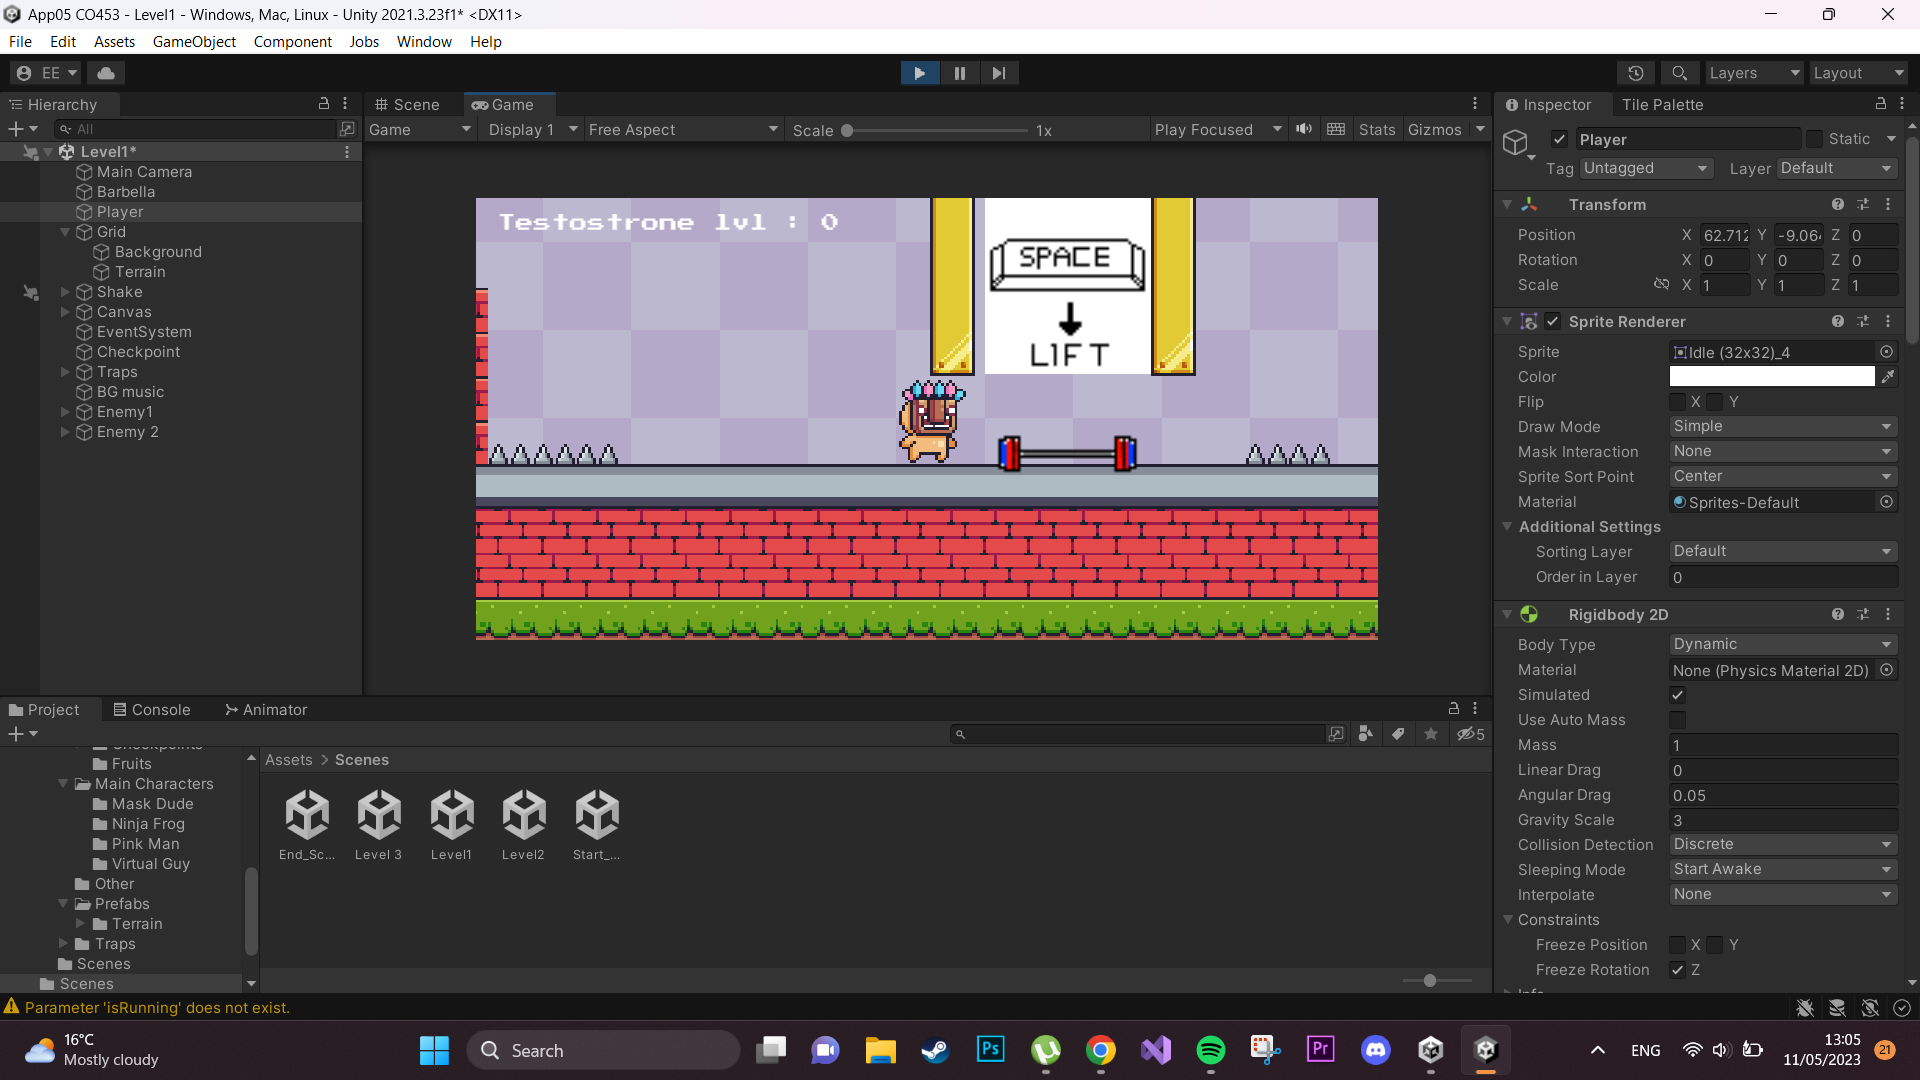 App05 CO453 - Level1 - Windows, Mac, Linux - Unity 2021.3.23f1* <DX11>
File Edit Assets GameObject Component Jobs Window Help
EE
Layers Layout
Hierarchy
All
Level1*
Main Camera
Barbella
Player
Grid
Background
Terrain
Shake
Canvas
EventSystem
Checkpoint
Traps
BG music
Enemy1
Enemy 2
Scene Game
Game Display 1 Free Aspect Scale 1x Play Focused Stats Gizmos
Testostrone lvl : 0
SPACE
LIFT
Inspector Tile Palette
Player Static
Tag Untagged Layer Default
Transform
Position X 62.712 Y -9.06 Z 0
Rotation X 0 Y 0 Z 0
Scale X 1 Y 1 Z 1
Sprite Renderer
Sprite Idle (32x32)_4
Color
Flip X Y
Draw Mode Simple
Mask Interaction None
Sprite Sort Point Center
Material Sprites-Default
Additional Settings
Sorting Layer Default
Order in Layer 0
Rigidbody 2D
Body Type Dynamic
Material None (Physics Material 2D)
Simulated
Use Auto Mass
Mass 1
Linear Drag 0
Angular Drag 0.05
Gravity Scale 3
Collision Detection Discrete
Sleeping Mode Start Awake
Interpolate None
Constraints
Freeze Position X Y
Freeze Rotation Z
Info
Project Console Animator
5
Checkpoints
Fruits
Main Characters
Mask Dude
Ninja Frog
Pink Man
Virtual Guy
Other
Prefabs
Terrain
Traps
Scenes
Scenes
Assets > Scenes
End_Sc... Level 3 Level1 Level2 Start_...
Parameter 'isRunning' does not exist.
16°C
Mostly cloudy
Search
Ps
Pr
ENG
13:05
11/05/2023
21